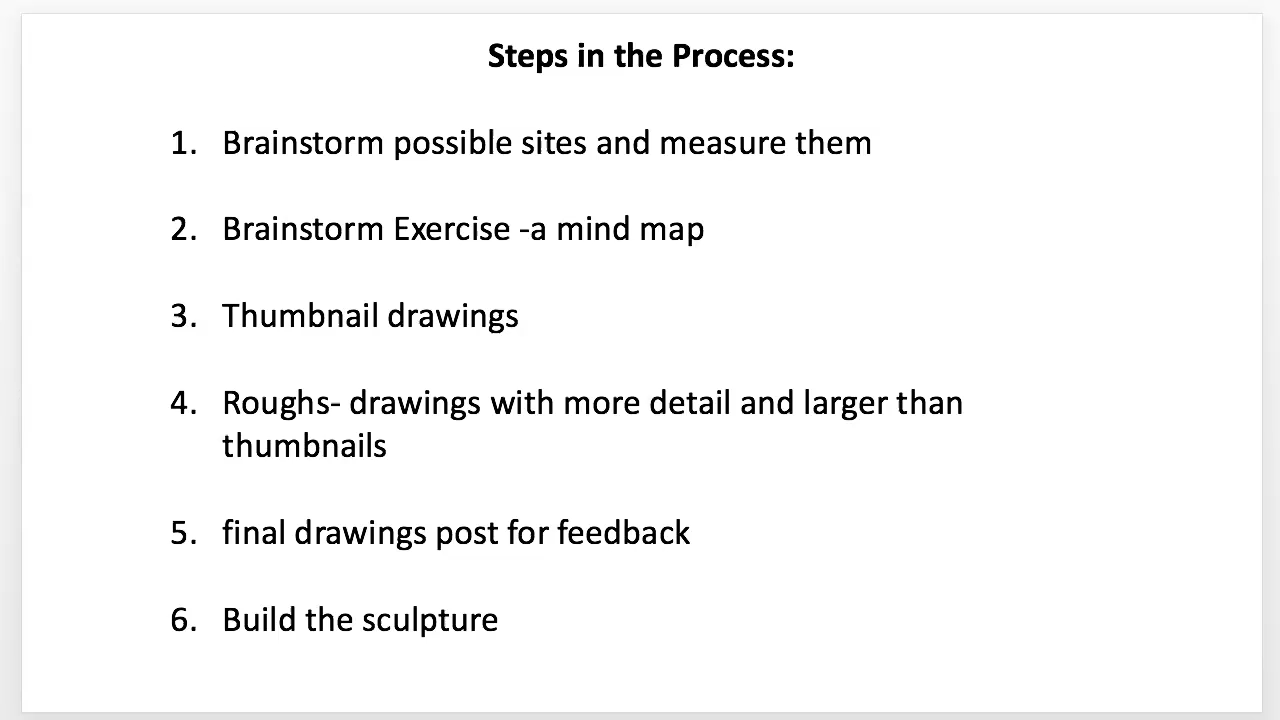 Steps in the Process:
1. Brainstorm possible sites and measure them
2. Brainstorm Exercise -a mind map
3. Thumbnail drawings
4. Roughs- drawings with more detail and larger than
thumbnails
5. final drawings post for feedback
6. Build the sculpture